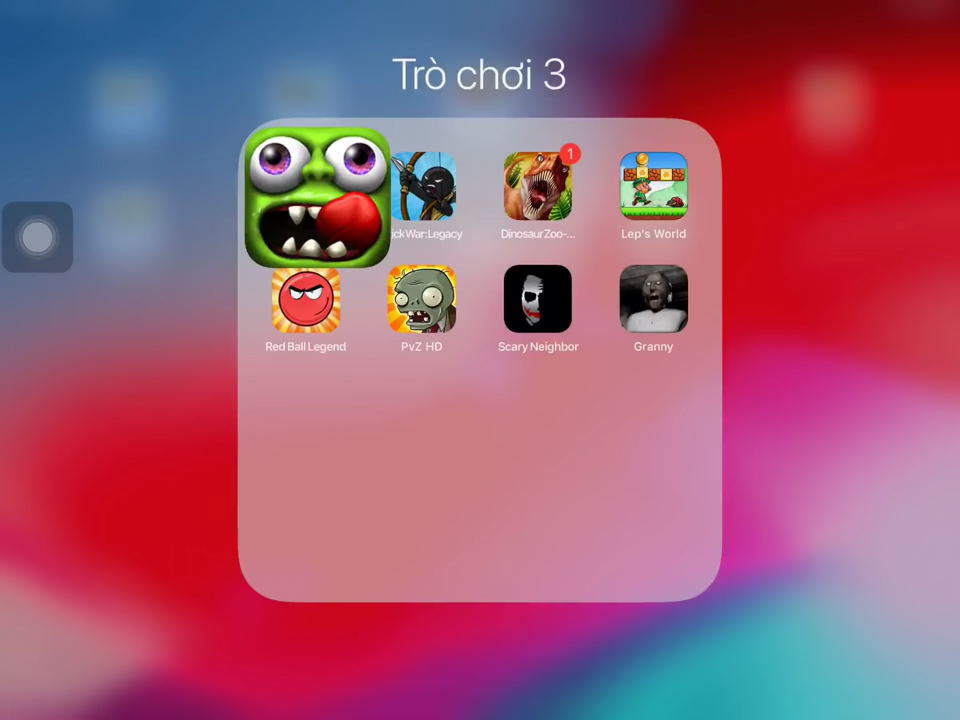 Trò chơi 3
1
ickWar:Legacy
DinosaurZoo-...
Lep's World
Red Ball Legend
PvZ HD
Scary Neighbor
Granny